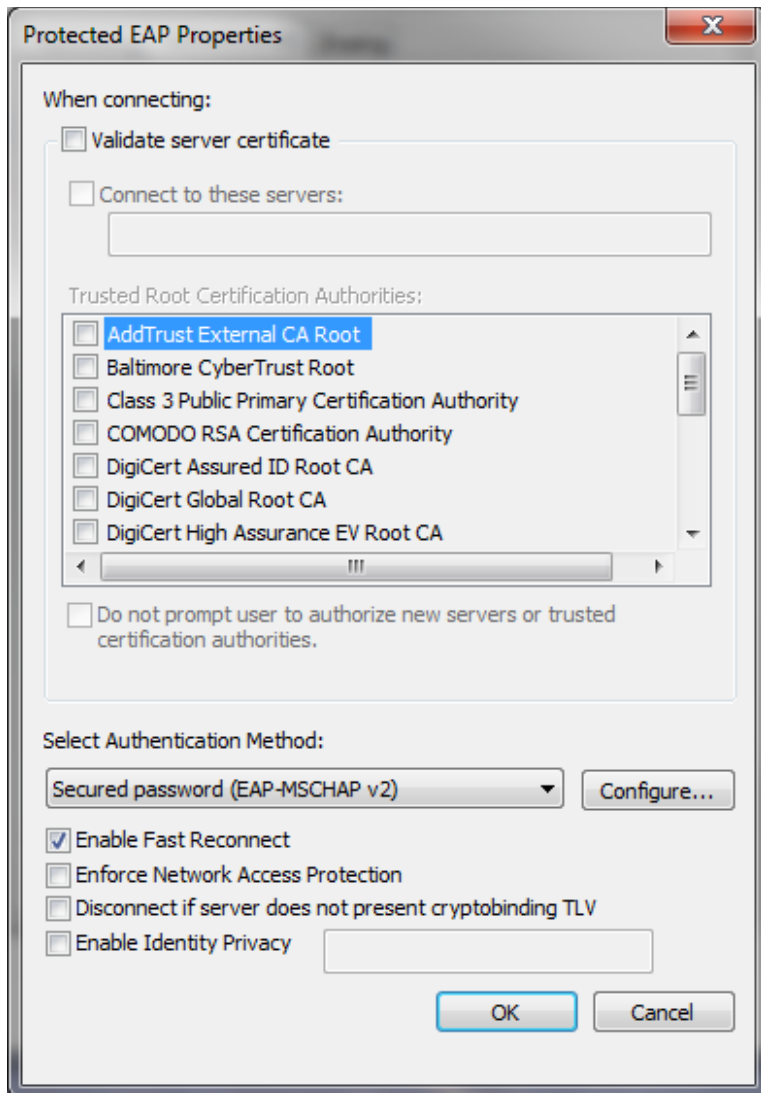 Protected EAP Properties
When connecting:
Validate server certificate
Connect to these servers:
Trusted Root Certification Authorities:
AddTrust External CA Root
Baltimore CyberTrust Root
Class 3 Public Primary Certification Authority
COMODO RSA Certification Authority
DigiCert Assured ID Root CA
DigiCert Global Root CA
DigiCert High Assurance EV Root CA
Do not prompt user to authorize new servers or trusted
certification authorities.
Select Authentication Method:
Secured password (EAP-MSCHAP v2)
Configure...
Enable Fast Reconnect
Enforce Network Access Protection
Disconnect if server does not present cryptobinding TLV
Enable Identity Privacy
OK
Cancel